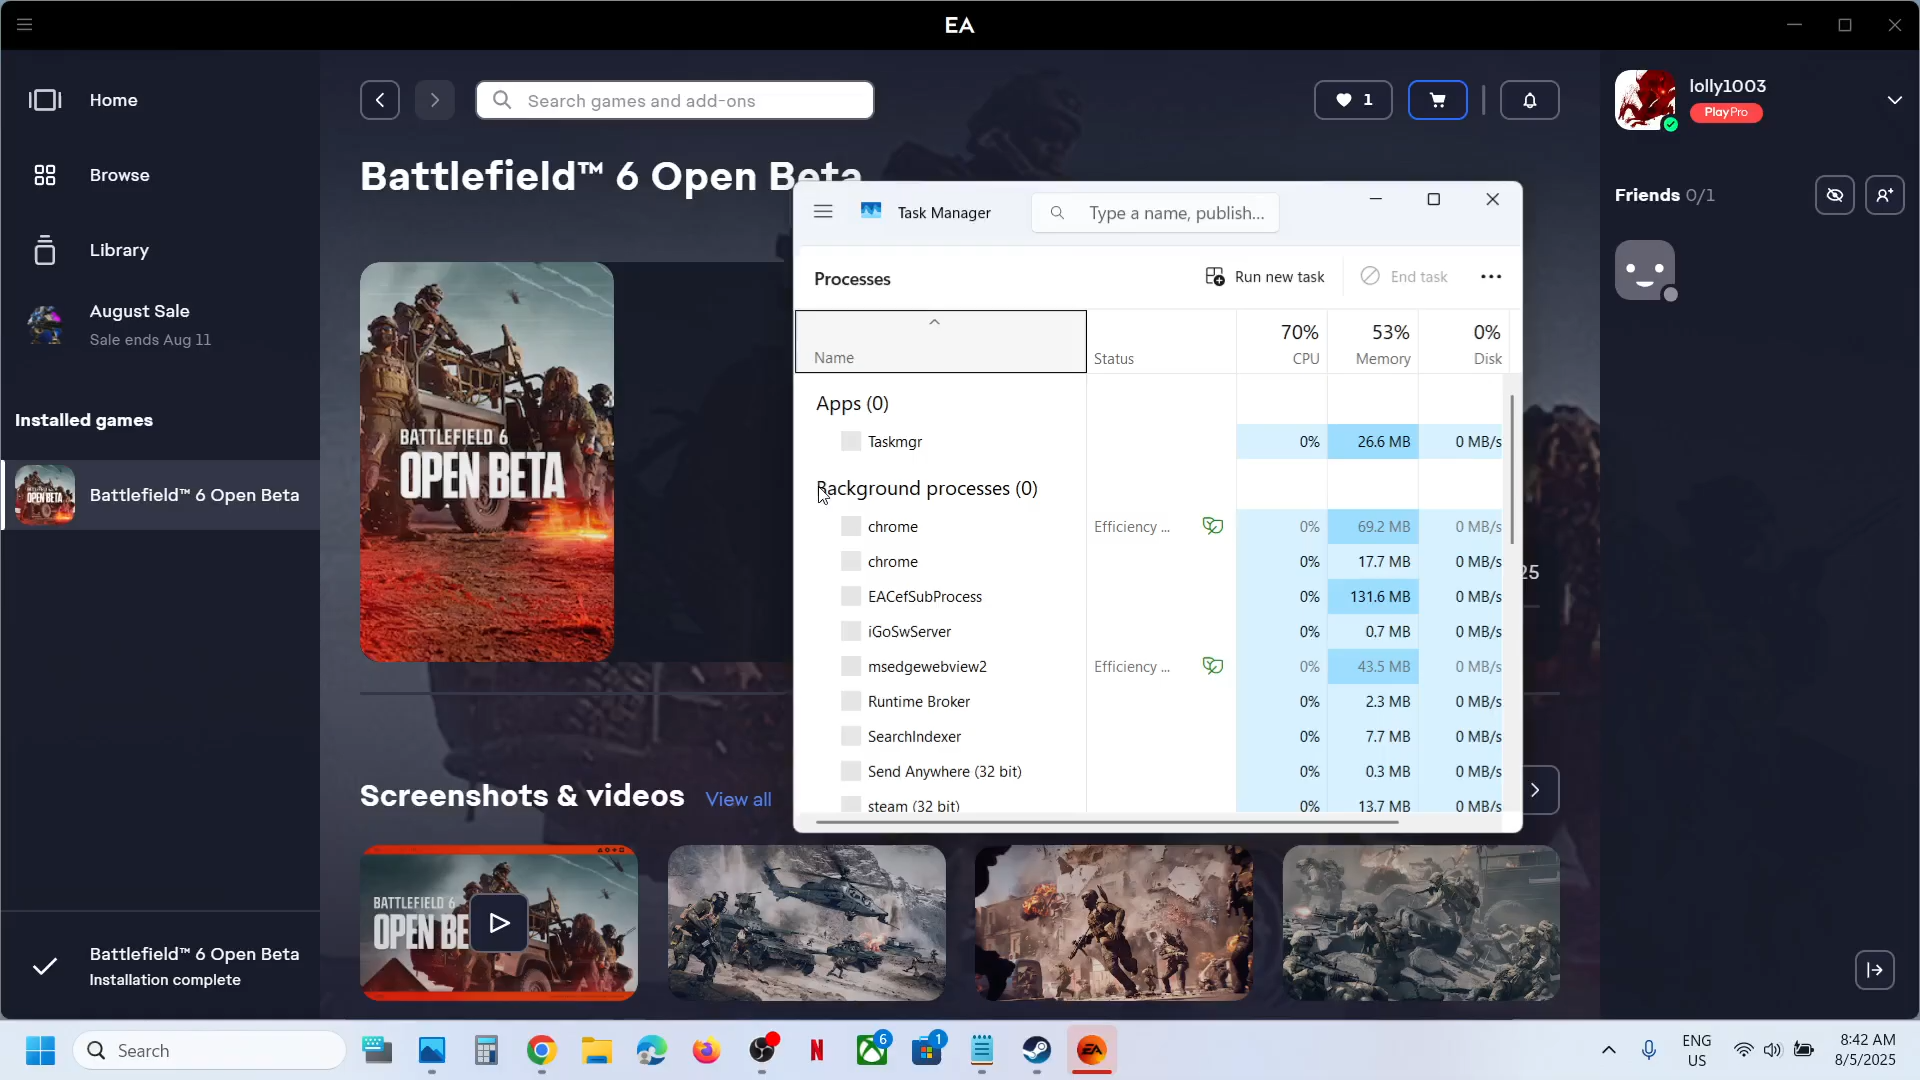 EA
Home
Browse
Library
August Sale
Sale ends Aug 11
Installed games
Battlefield™ 6 Open Beta
Battlefield™ 6 Open Beta
Installation complete
Search games and add-ons
1
lolly1003
Play Pro
Friends 0/1
Battlefield™ 6 Open Beta
BATTLEFIELD 6
OPEN BETA
25
Task Manager
Type a name, publish...
Processes
Run new task
End task
70%
53%
0%
Name
Status
CPU
Memory
Disk
Apps (0)
Taskmgr 0% 26.6 MB 0 MB/s
Background processes (0)
chrome Efficiency ... 0% 69.2 MB 0 MB/s
chrome 0% 17.7 MB 0 MB/s
EACefSubProcess 0% 131.6 MB 0 MB/s
iGoSwServer 0% 0.7 MB 0 MB/s
msedgewebview2 Efficiency ... 0% 43.5 MB 0 MB/s
Runtime Broker 0% 2.3 MB 0 MB/s
SearchIndexer 0% 7.7 MB 0 MB/s
Send Anywhere (32 bit) 0% 0.3 MB 0 MB/s
steam (32 bit) 0% 13.7 MB 0 MB/s
Screenshots & videos View all
BATTLEFIELD 6
OPEN BE
Search
6
1
EA
ENG
US
8:42 AM
8/5/2025